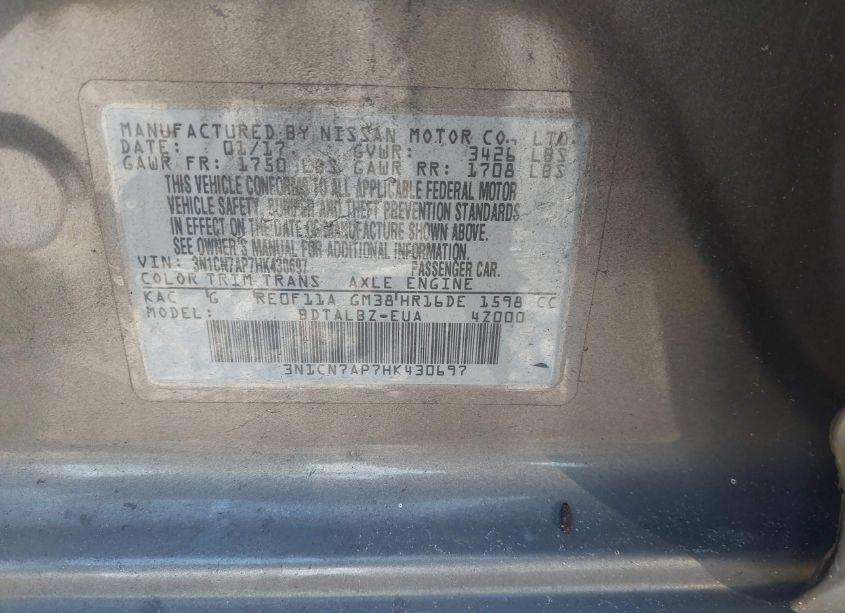 MANUFACTURED BY NISSAN MOTOR CO., LTD.
DATE: 01/17 GVWR: 3426 LBS
GAWR FR: 1750 LBS GAWR RR: 1708 LBS
THIS VEHICLE CONFORMS TO ALL APPLICABLE FEDERAL MOTOR
VEHICLE SAFETY, BUMPER AND THEFT PREVENTION STANDARDS
IN EFFECT ON THE DATE OF MANUFACTURE SHOWN ABOVE.
SEE OWNER'S MANUAL FOR ADDITIONAL INFORMATION.
VIN: 3N1CN7AP7HK430697 PASSENGER CAR.
COLOR TRIM TRANS AXLE ENGINE
KAC G RE0F11A GM38 HR16DE 1598 CC
MODEL: BDTALBZ-EUA 4Z000
3N1CN7AP7HK430697